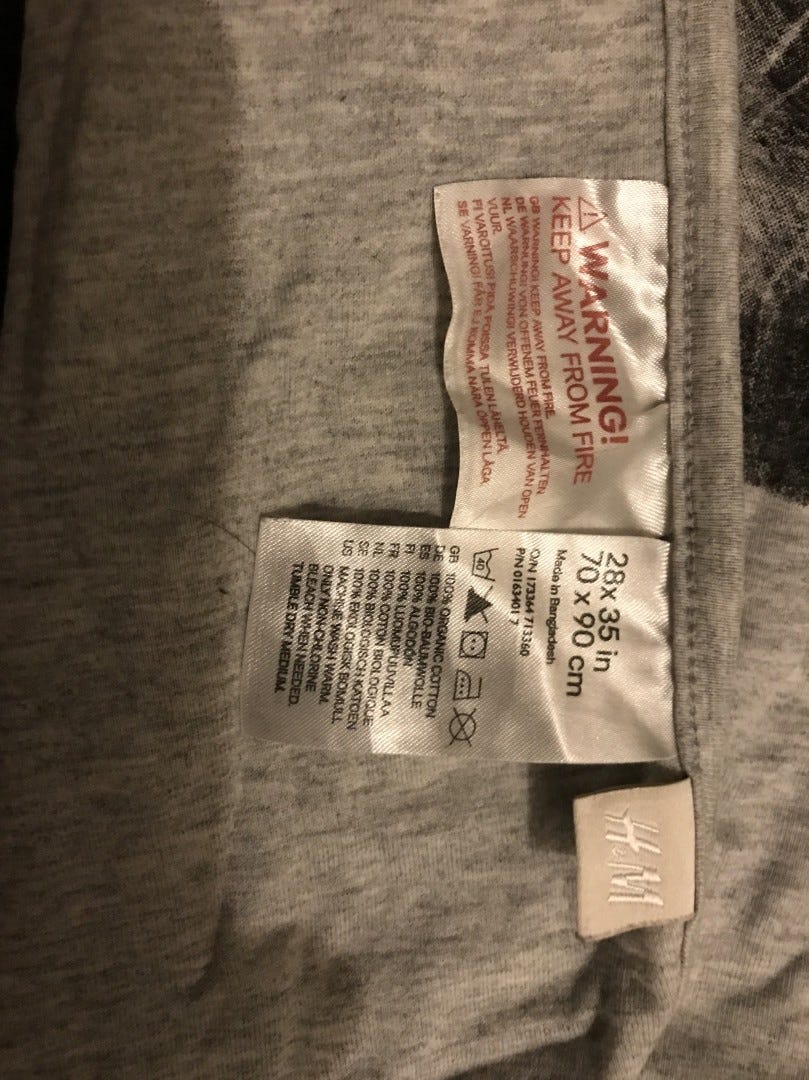 ⚠ WARNING!
KEEP AWAY FROM FIRE
GB WARNING! KEEP AWAY FROM FIRE.
DE WARNUNG! VON OFFENEM FEUER FERNHALTEN.
NL WAARSCHUWING! VERWIJDERD HOUDEN VAN OPEN
VUUR.
FI VAROITUS! PIDÄ POISSA TULEN LÄHELTÄ.
SE VARNING! FÅR EJ KOMMA NÄRA ÖPPEN LÅGA
28x 35 in
70 x 90 cm
Made in Bangladesh
O/N 173364 713360
P/N 0163401 7
40
GB 100% ORGANIC COTTON
DE 100% BIO-BAUMWOLLE
ES 100% ALGODÓN
FI 100% LUOMUPUUVILLAA
FR 100% COTON BIOLOGIQUE
NL 100% BIOLOGISCH KATOEN
SE 100% EKOLOGISK BOMULL
US MACHINE WASH WARM.
ONLY NON-CHLORINE
BLEACH WHEN NEEDED.
TUMBLE DRY MEDIUM.
H&M